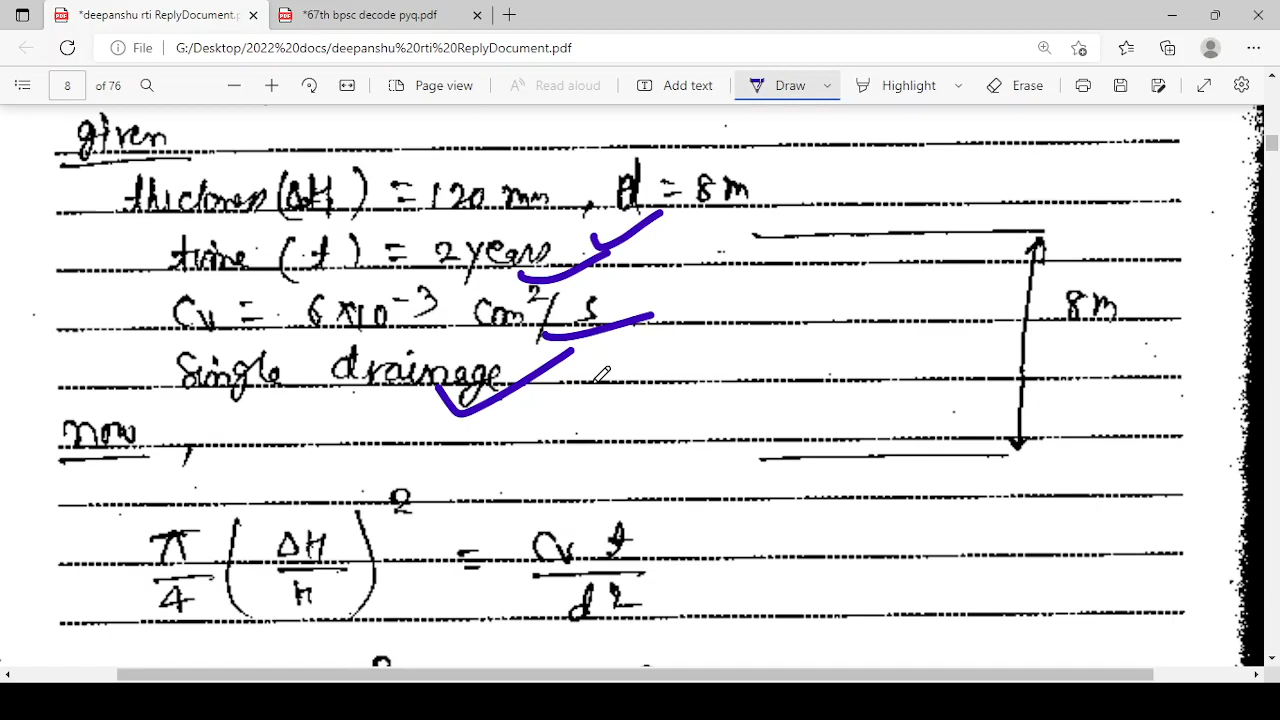 *deepanshu rti ReplyDocument.p
*67th bpsc decode pyq.pdf
File G:/Desktop/2022%20docs/deepanshu%20rti%20ReplyDocument.pdf
8 of 76 Page view Read aloud Add text Draw Highlight Erase
given
thickness (ΔH) = 120 mm, d = 8 m
time (t) = 2 years
Cv = 6×10⁻³ cm²/s
8m
Single drainage
now,
π/4 (ΔH/H)² = Cv t/d²
2